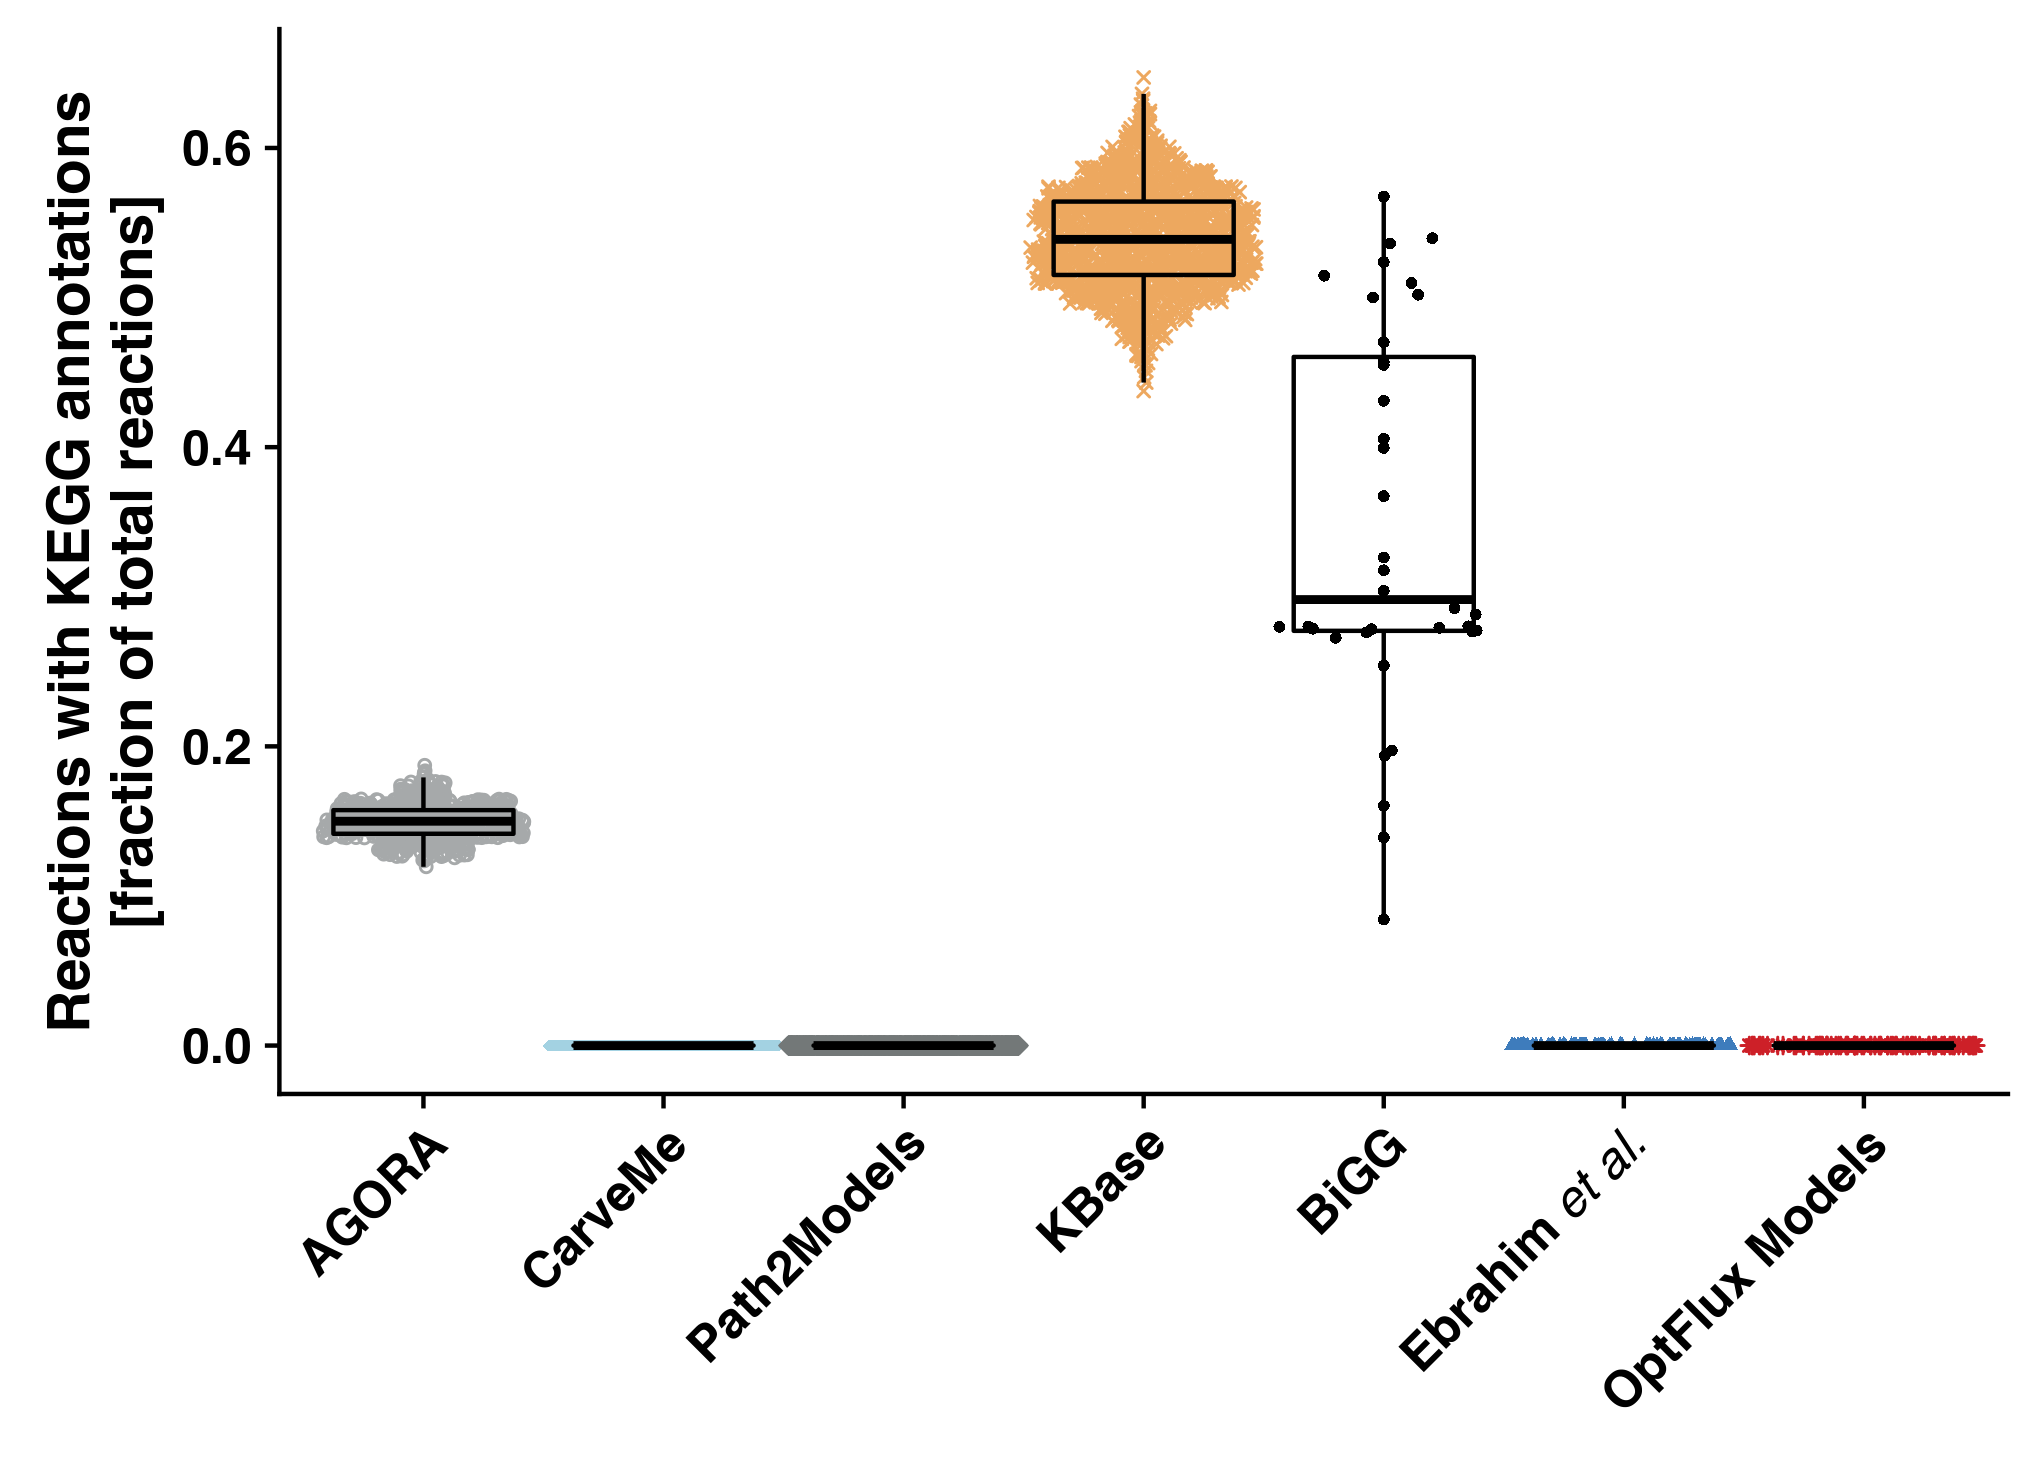 Reactions with KEGG annotations
[fraction of total reactions]
0.6
0.4
0.2
0.0
AGORA
CarveMe
Path2Models
KBase
BiGG
Ebrahim et al.
OptFlux Models